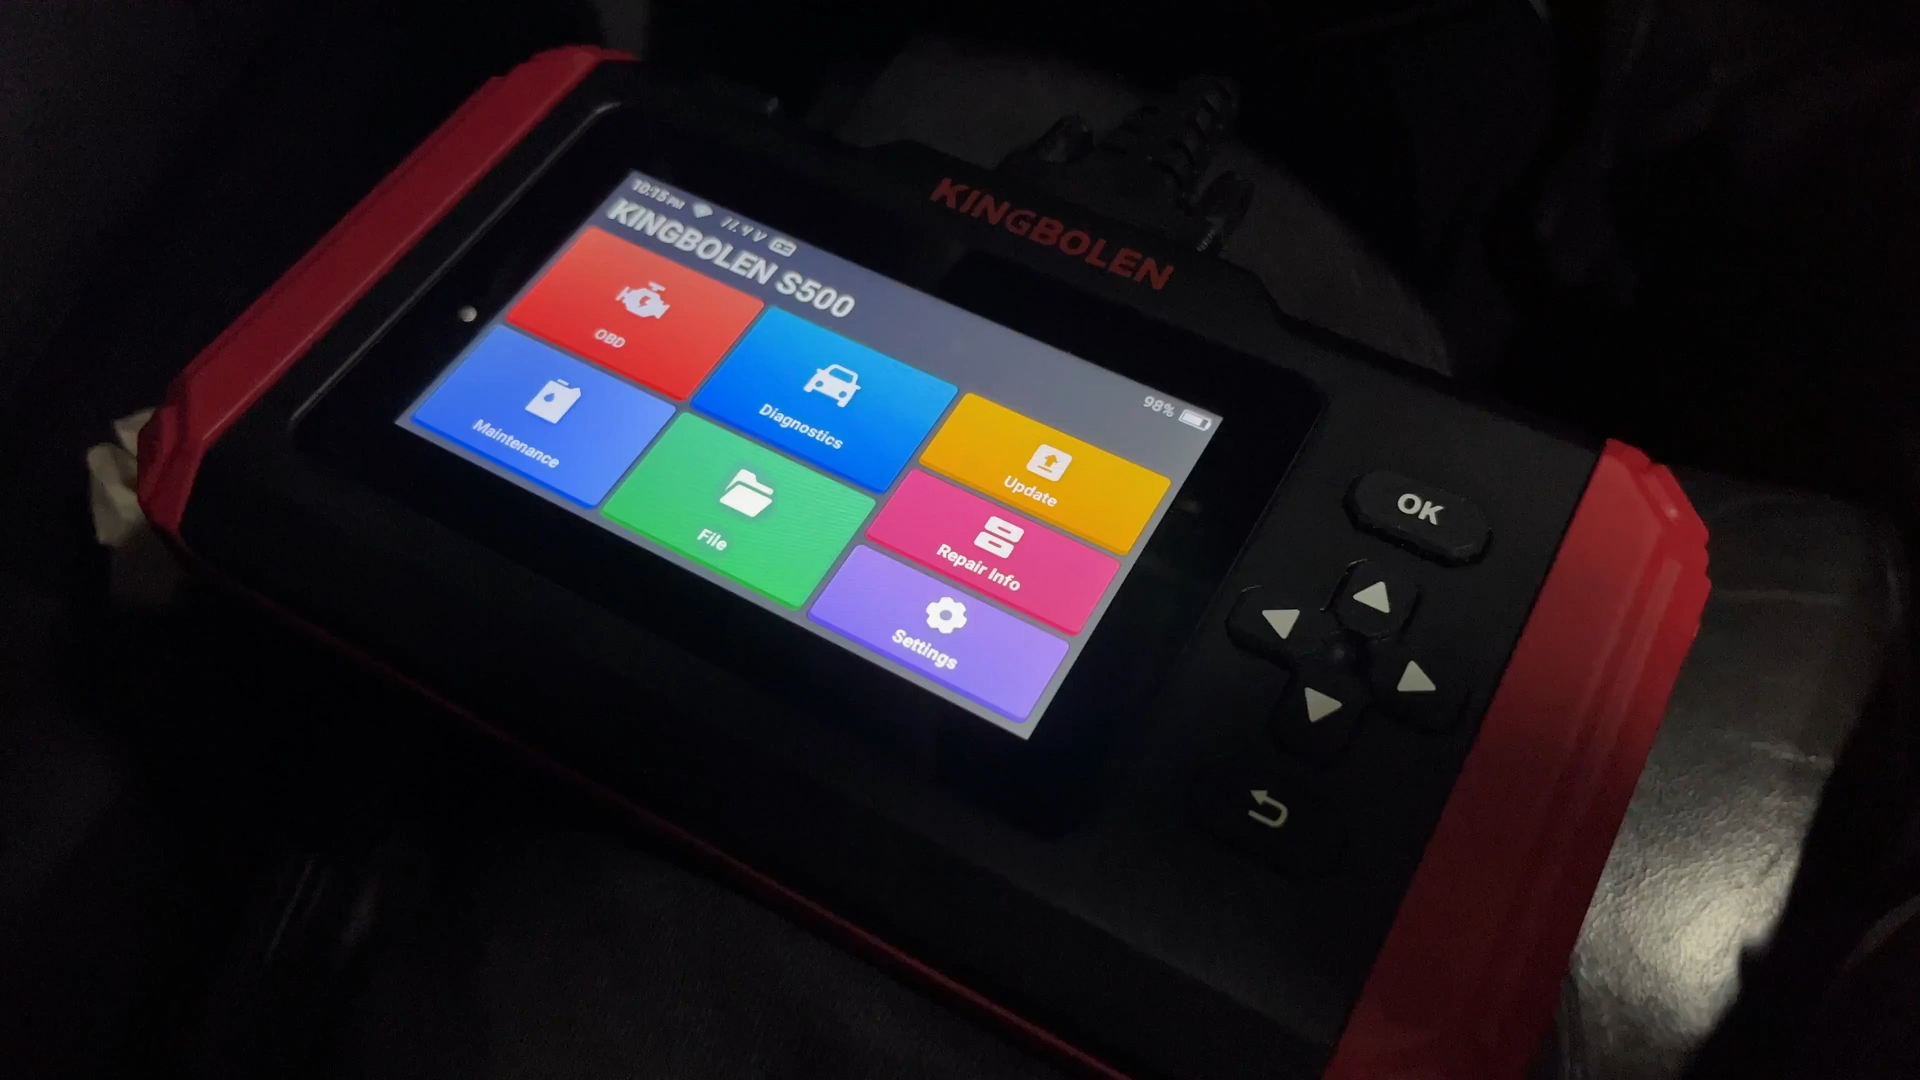 KINGBOLEN
10:15 PM 11.4 V
98%
KINGBOLEN S500
OBD
Diagnostics
Update
Maintenance
File
Repair Info
Settings
OK